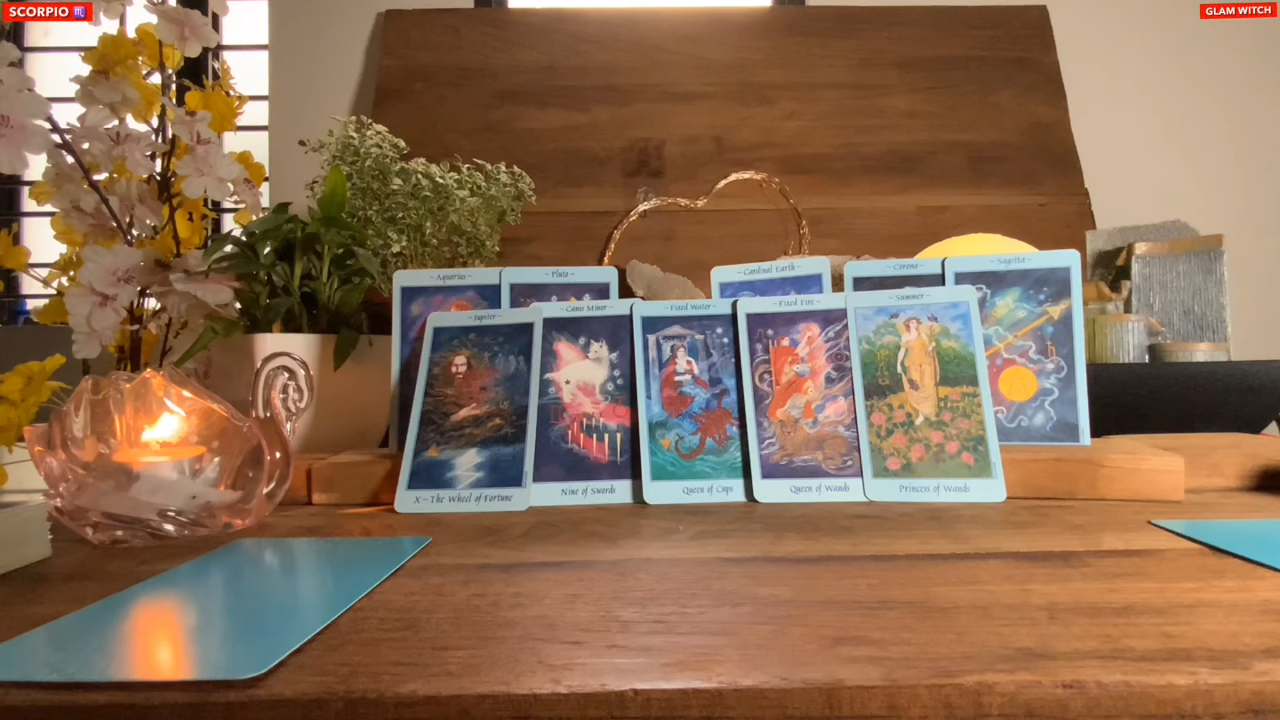 SCORPIO ♏
GLAM WITCH
~ Aquarius ~
~ Pluto ~
~ Cardinal Earth ~
~ Corona ~
~ Sagitta ~
~ Jupiter ~
~ Canis Minor ~
~ Fixed Water ~
~ Fixed Fire ~
~ Summer ~
X ~ The Wheel of Fortune
Nine of Swords
Queen of Cups
Queen of Wands
Princess of Wands